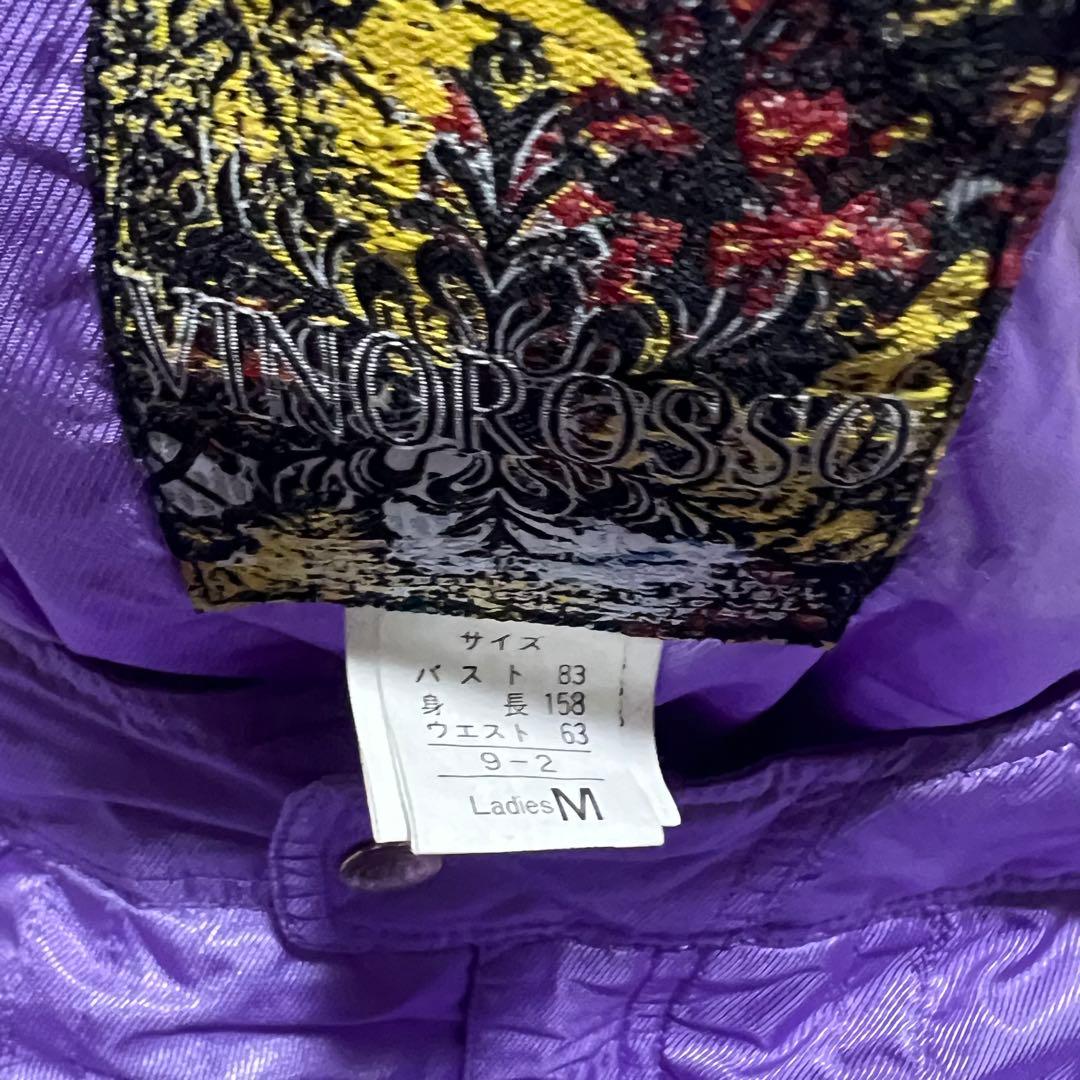 VINOROSSO
サイズ
バスト 83
身長 158
ウエスト 63
9-2
Ladies M